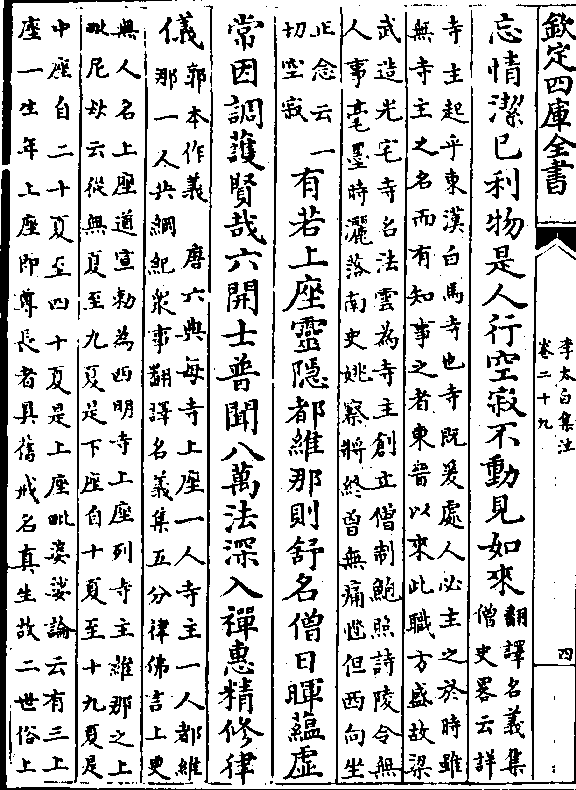 欽定四庫全書
李太白集注
卷二十九
四
忘情潔已利物是人行空寂不動見如來
翻譯名義集
僧史畧云詳
寺主起乎東漢白馬寺也寺既爰處人必主之於時雖
無寺主之名而有知事之者東晉以來此職方盛故梁
武造光宅寺名法雲為寺主創立僧制鮑照詩陵令無
人事毫墨時灑落南史姚察將終曾無痛惱但西向坐
正念云一
切空寂
有若上座靈隱都維那則舒名僧日暉蘊虚
常因調護賢哉六開士普聞八萬法深入禪惠精修律
儀
郭本作義 唐六典每寺上座一人寺主一人都維
那一人共綱紀衆事翻譯名義集五分律佛言上更
無人名上座道宣勅為西明寺上座列寺主維那之上
毗尼母云從無夏至九夏是下座自十夏至十九夏是
中座自二十夏至四十夏是上座毗婆娑論云有三上
座一生年上座即尊長者具舊戒名真生故二世俗上